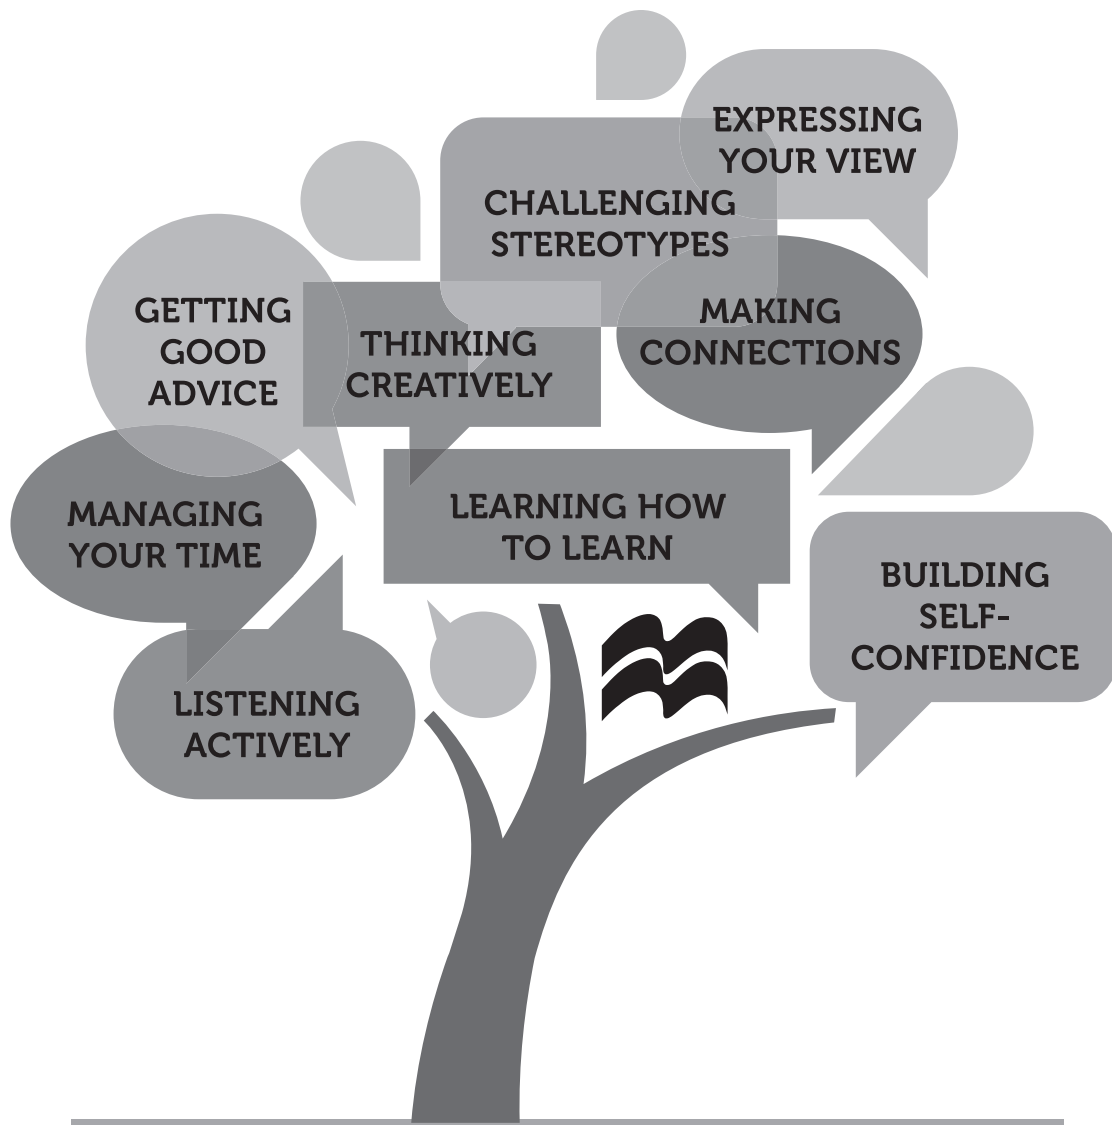 EXPRESSING
YOUR VIEW
CHALLENGING
STEREOTYPES
GETTING
GOOD
ADVICE
THINKING
CREATIVELY
MAKING
CONNECTIONS
MANAGING
YOUR TIME
LEARNING HOW
TO LEARN
BUILDING
SELF-
CONFIDENCE
LISTENING
ACTIVELY